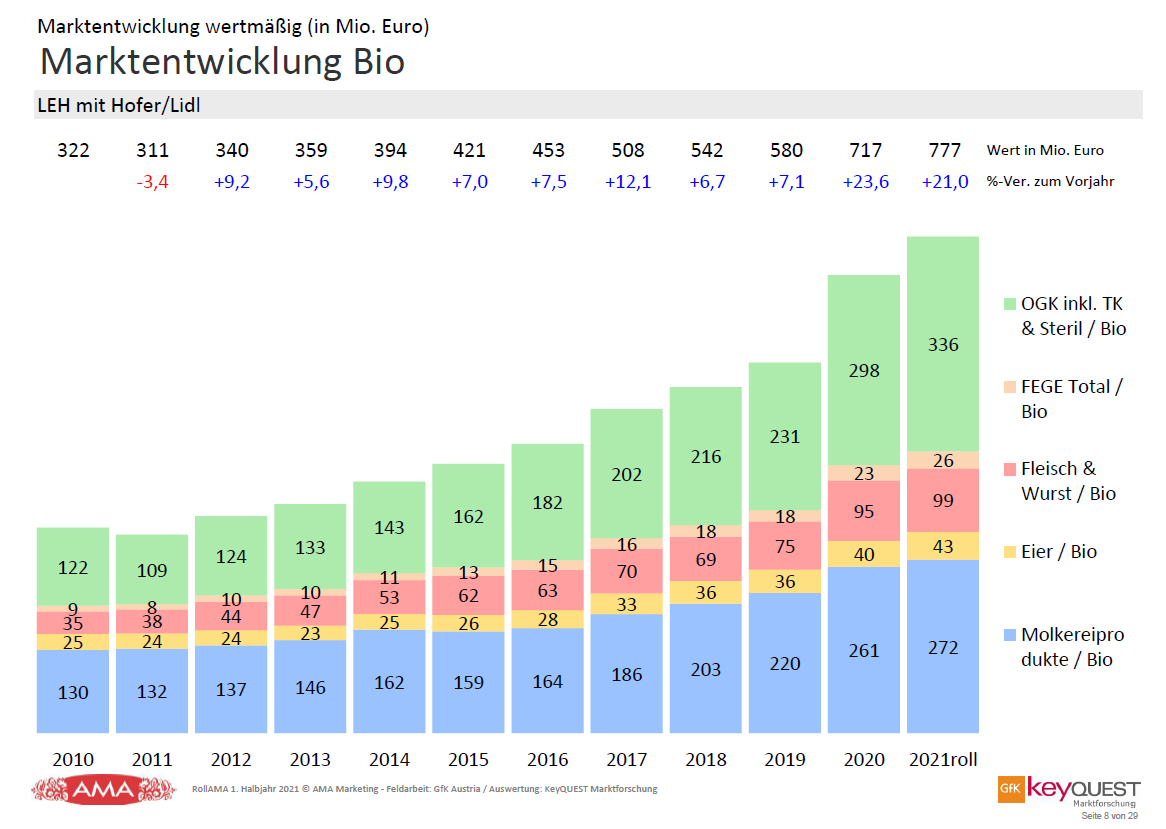 Marktentwicklung wertmäßig (in Mio. Euro)
Marktentwicklung Bio
LEH mit Hofer/Lidl
322 311 340 359 394 421 453 508 542 580 717 777 Wert in Mio. Euro
-3,4 +9,2 +5,6 +9,8 +7,0 +7,5 +12,1 +6,7 +7,1 +23,6 +21,0 %-Ver. zum Vorjahr
122 109 124 133 143 162 182 202 216 231 298 336
9 8 10 10 11 13 15 16 18 18 23 26
35 38 44 47 53 62 63 70 69 75 95 99
25 24 24 23 25 26 28 33 36 36 40 43
130 132 137 146 162 159 164 186 203 220 261 272
OGK inkl. TK
& Steril / Bio
FEGE Total /
Bio
Fleisch &
Wurst / Bio
Eier / Bio
Molkereipro
dukte / Bio
2010 2011 2012 2013 2014 2015 2016 2017 2018 2019 2020 2021roll
AMA
RollAMA 1. Halbjahr 2021 © AMA Marketing - Feldarbeit: GfK Austria / Auswertung: KeyQUEST Marktforschung
GfK keyQUEST
Marktforschung
Seite 8 von 29